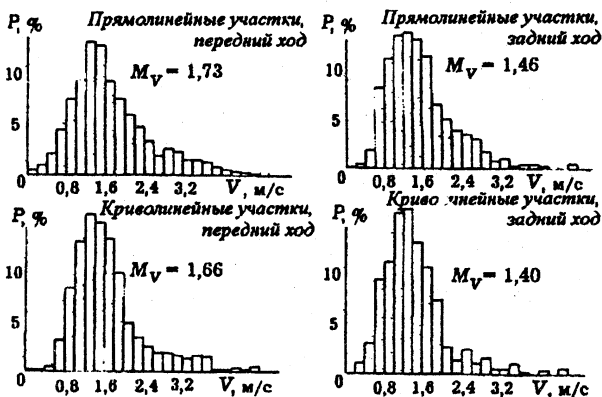 P, %
Прямолинейные участки,
передний ход
M_V = 1,73
10
5
0
0,8 1,6 2,4 3,2 V, м/с
P, %
Прямолинейные участки,
задний ход
M_V = 1,46
10
5
0
0,8 1,6 2,4 3,2 V, м/с
P, %
Криволинейные участки,
передний ход
M_V = 1,66
10
5
0
0,8 1,6 2,4 3,2 V, м/с
P, %
Криво чнейные участки,
задний ход
M_V = 1,40
10
5
0
0,8 1,6 2,4 3,2 V, м/с